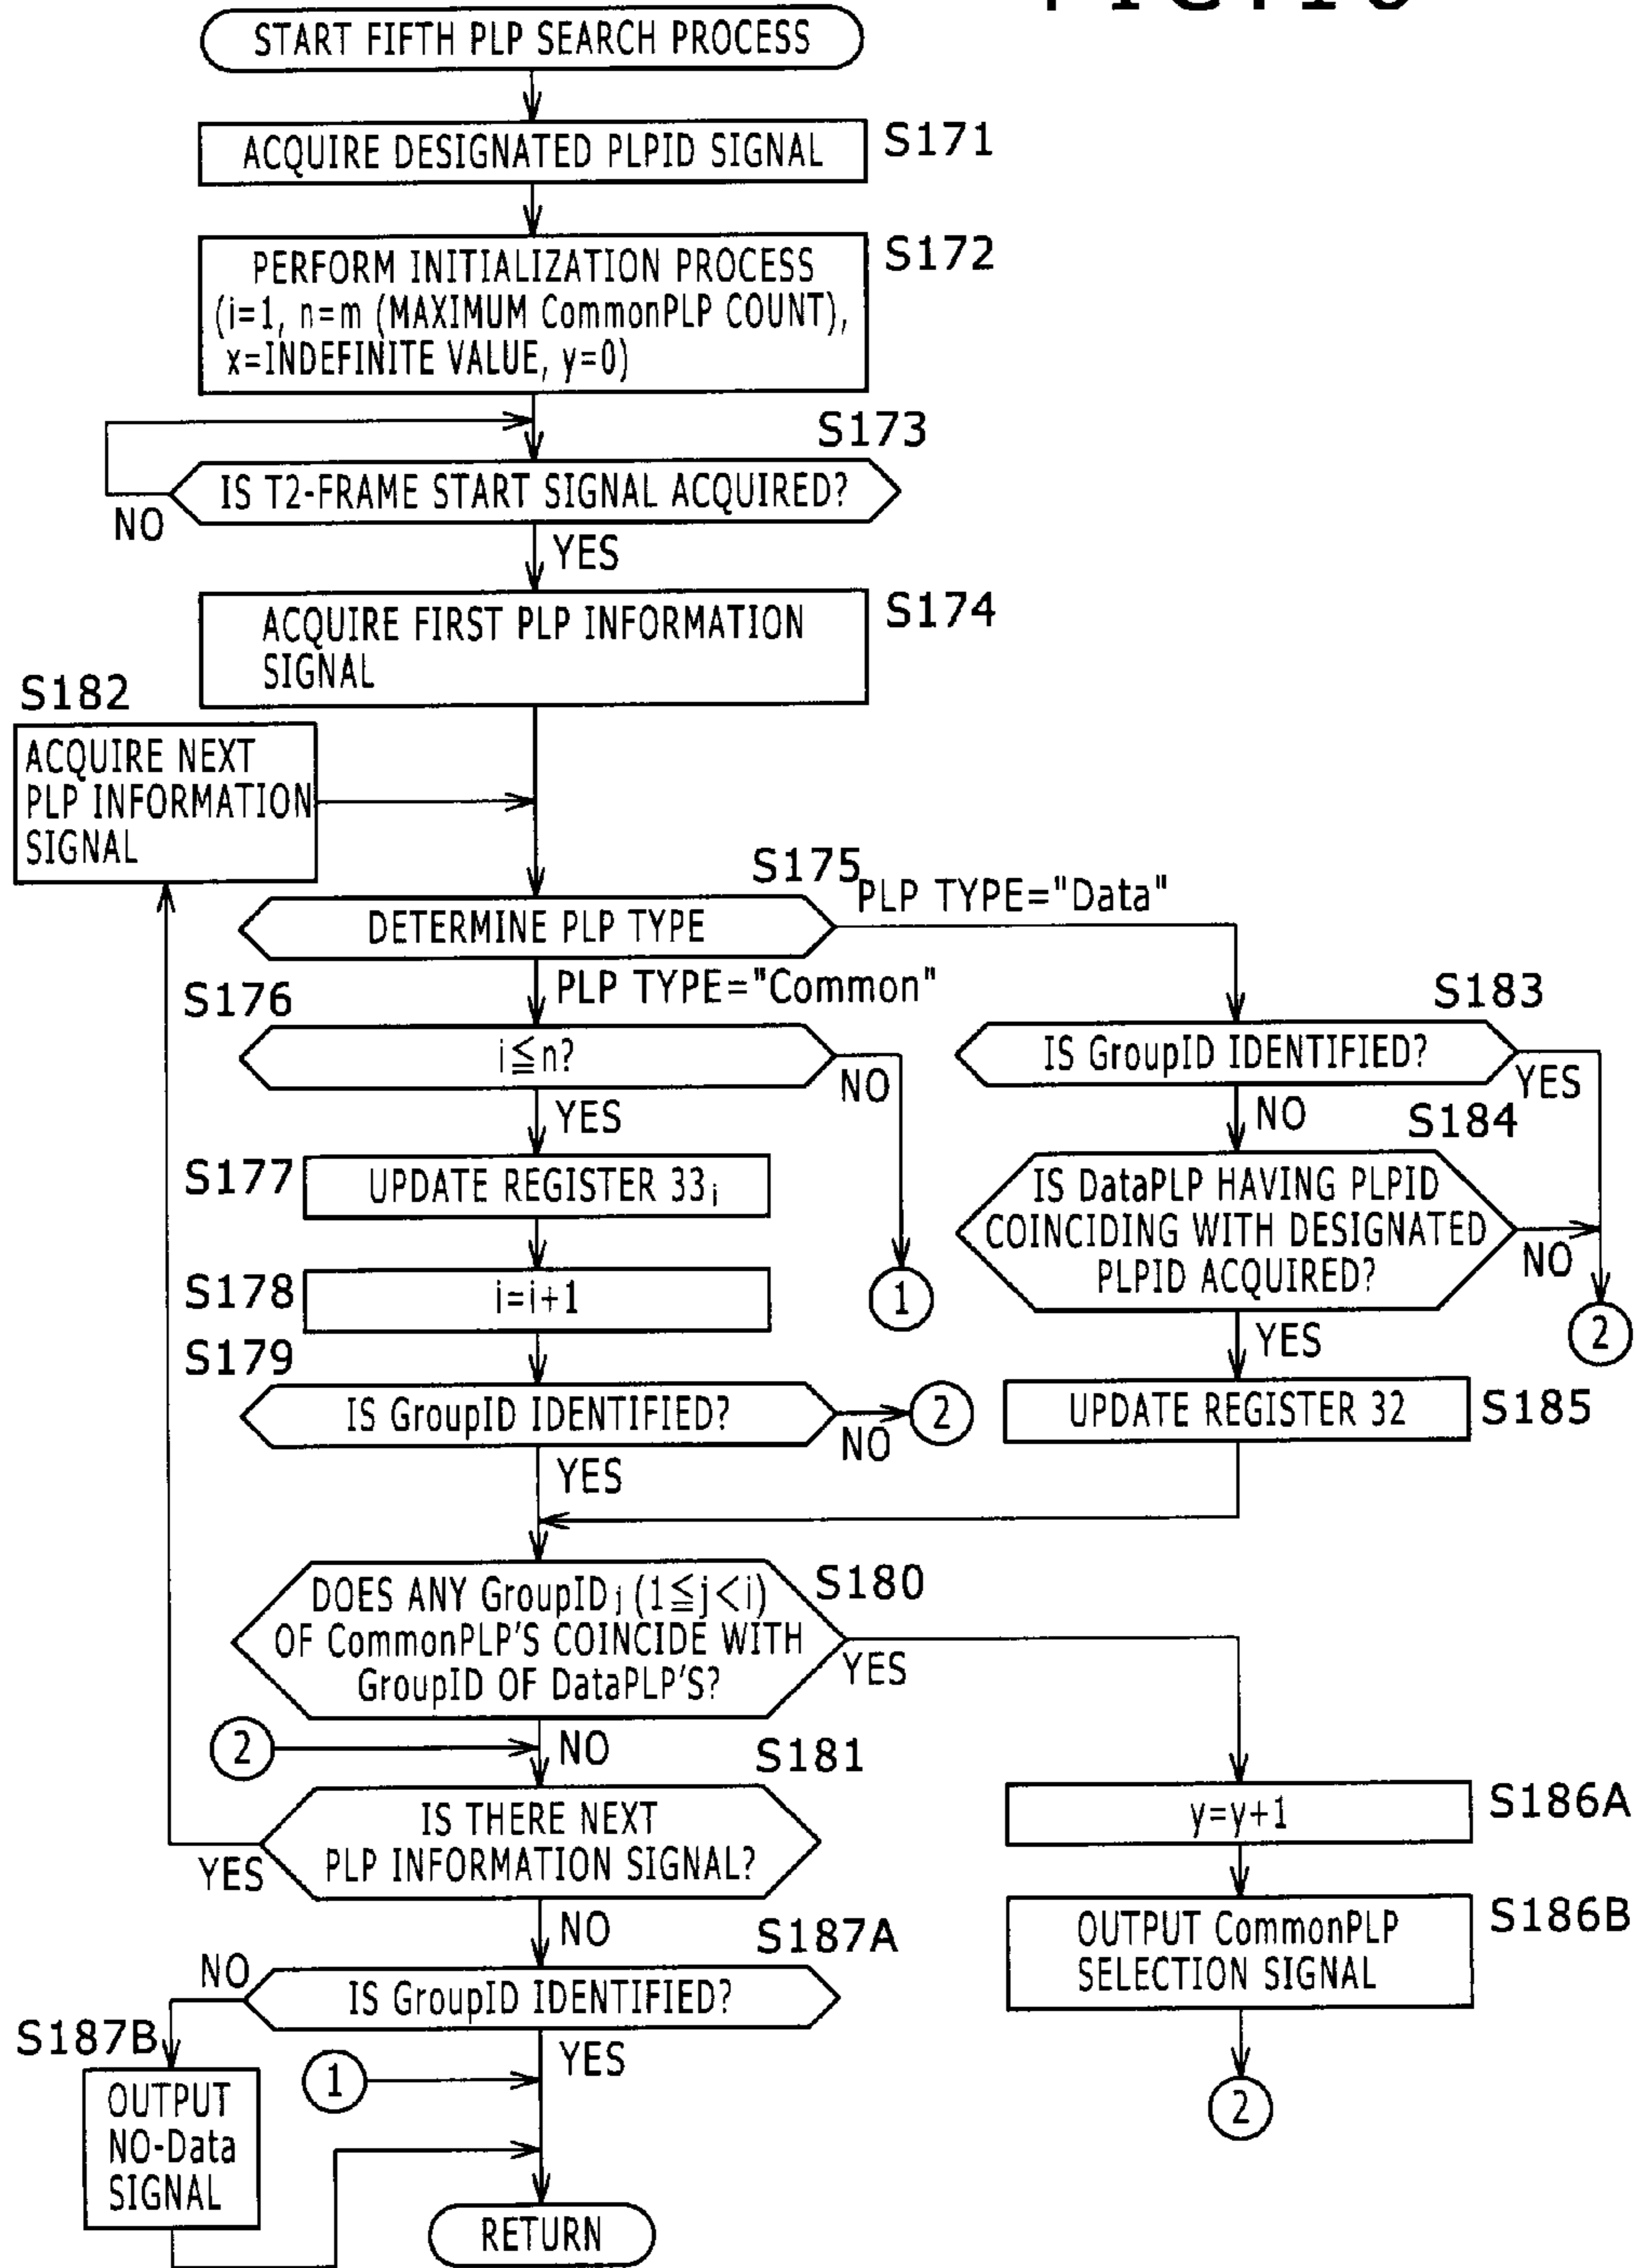 START FIFTH PLP SEARCH PROCESS
ACQUIRE DESIGNATED PLPID SIGNAL
S171
PERFORM INITIALIZATION PROCESS
(i=1, n=m (MAXIMUM CommonPLP COUNT),
x=INDEFINITE VALUE, y=0)
S172
S173
IS T2-FRAME START SIGNAL ACQUIRED?
NO
YES
ACQUIRE FIRST PLP INFORMATION
SIGNAL
S174
S182
ACQUIRE NEXT
PLP INFORMATION
SIGNAL
S175
PLP TYPE="Data"
DETERMINE PLP TYPE
PLP TYPE="Common"
S176
i≦n?
NO
YES
S183
IS GroupID IDENTIFIED?
YES
NO
S184
IS DataPLP HAVING PLPID
COINCIDING WITH DESIGNATED
PLPID ACQUIRED?
NO
YES
2
S177
UPDATE REGISTER 33i
1
S178
i=i+1
S179
IS GroupID IDENTIFIED?
2
NO
YES
UPDATE REGISTER 32
S185
S180
DOES ANY GroupIDj (1≦j<i)
OF CommonPLP'S COINCIDE WITH
GroupID OF DataPLP'S?
YES
NO
2
S181
IS THERE NEXT
PLP INFORMATION SIGNAL?
YES
NO
y=y+1
S186A
OUTPUT CommonPLP
SELECTION SIGNAL
S186B
2
S187A
IS GroupID IDENTIFIED?
NO
YES
S187B
OUTPUT
NO-Data
SIGNAL
1
RETURN